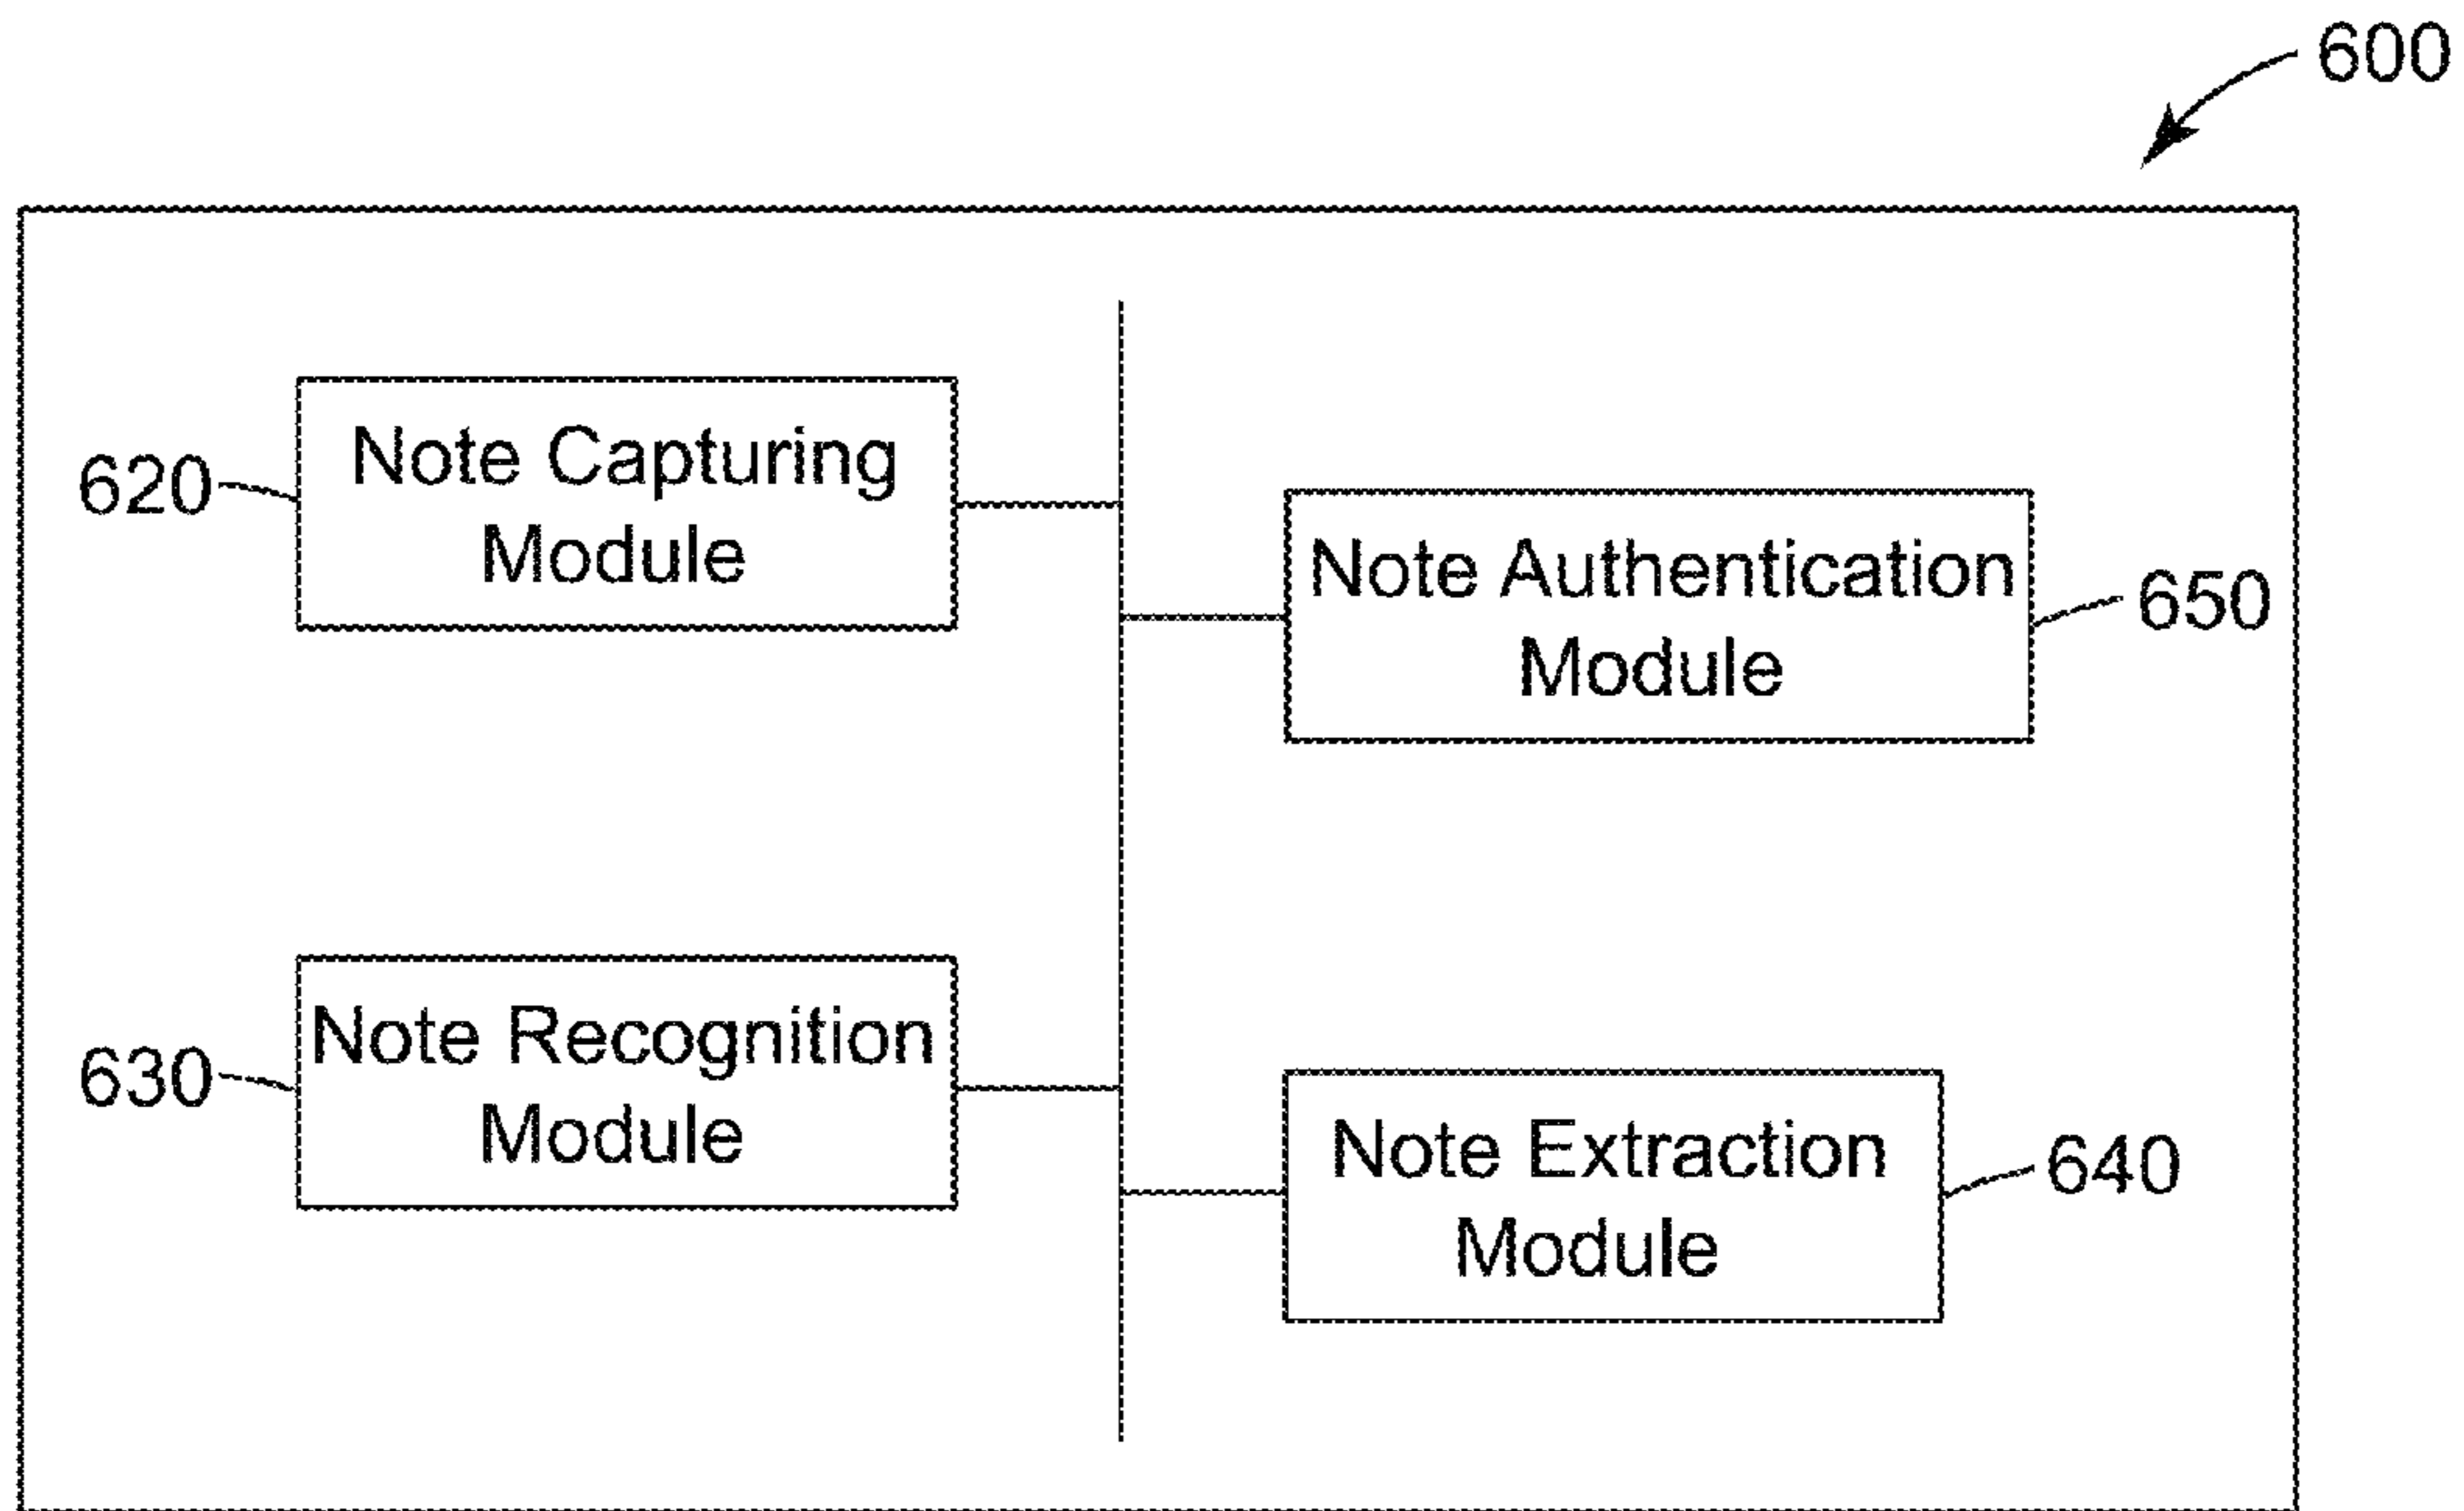 600
620
Note Capturing
Module
Note Authentication
Module
650
630
Note Recognition
Module
Note Extraction
Module
640